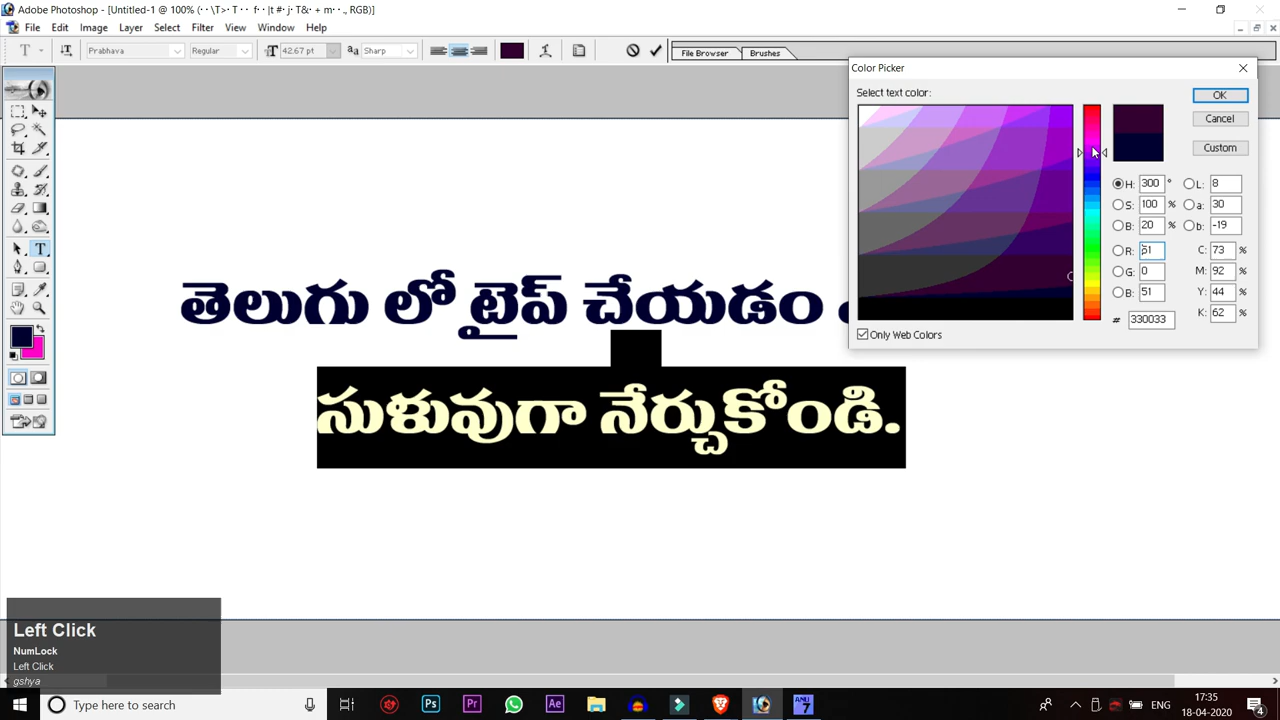 Adobe Photoshop - [Untitled-1 @ 100% (
File Edit Image Layer Select Filter View Window Help
Prabhava Regular 42.67 pt Sharp File Browser Brushes
Color Picker
Select text color:
OK
Cancel
Custom
H: 300 ° L: 8
S: 100 % a: 30
B: 20 % b: -19
R: 51 C: 73 %
G: 0 M: 92 %
B: 51 Y: 44 %
# 330033 K: 62 %
Only Web Colors
తెలుగు లో టైప్ చేయడం
సుళువుగా నేర్చుకోండి.
Left Click
NumLock
Left Click
gshya
Type here to search
17:35
18-04-2020